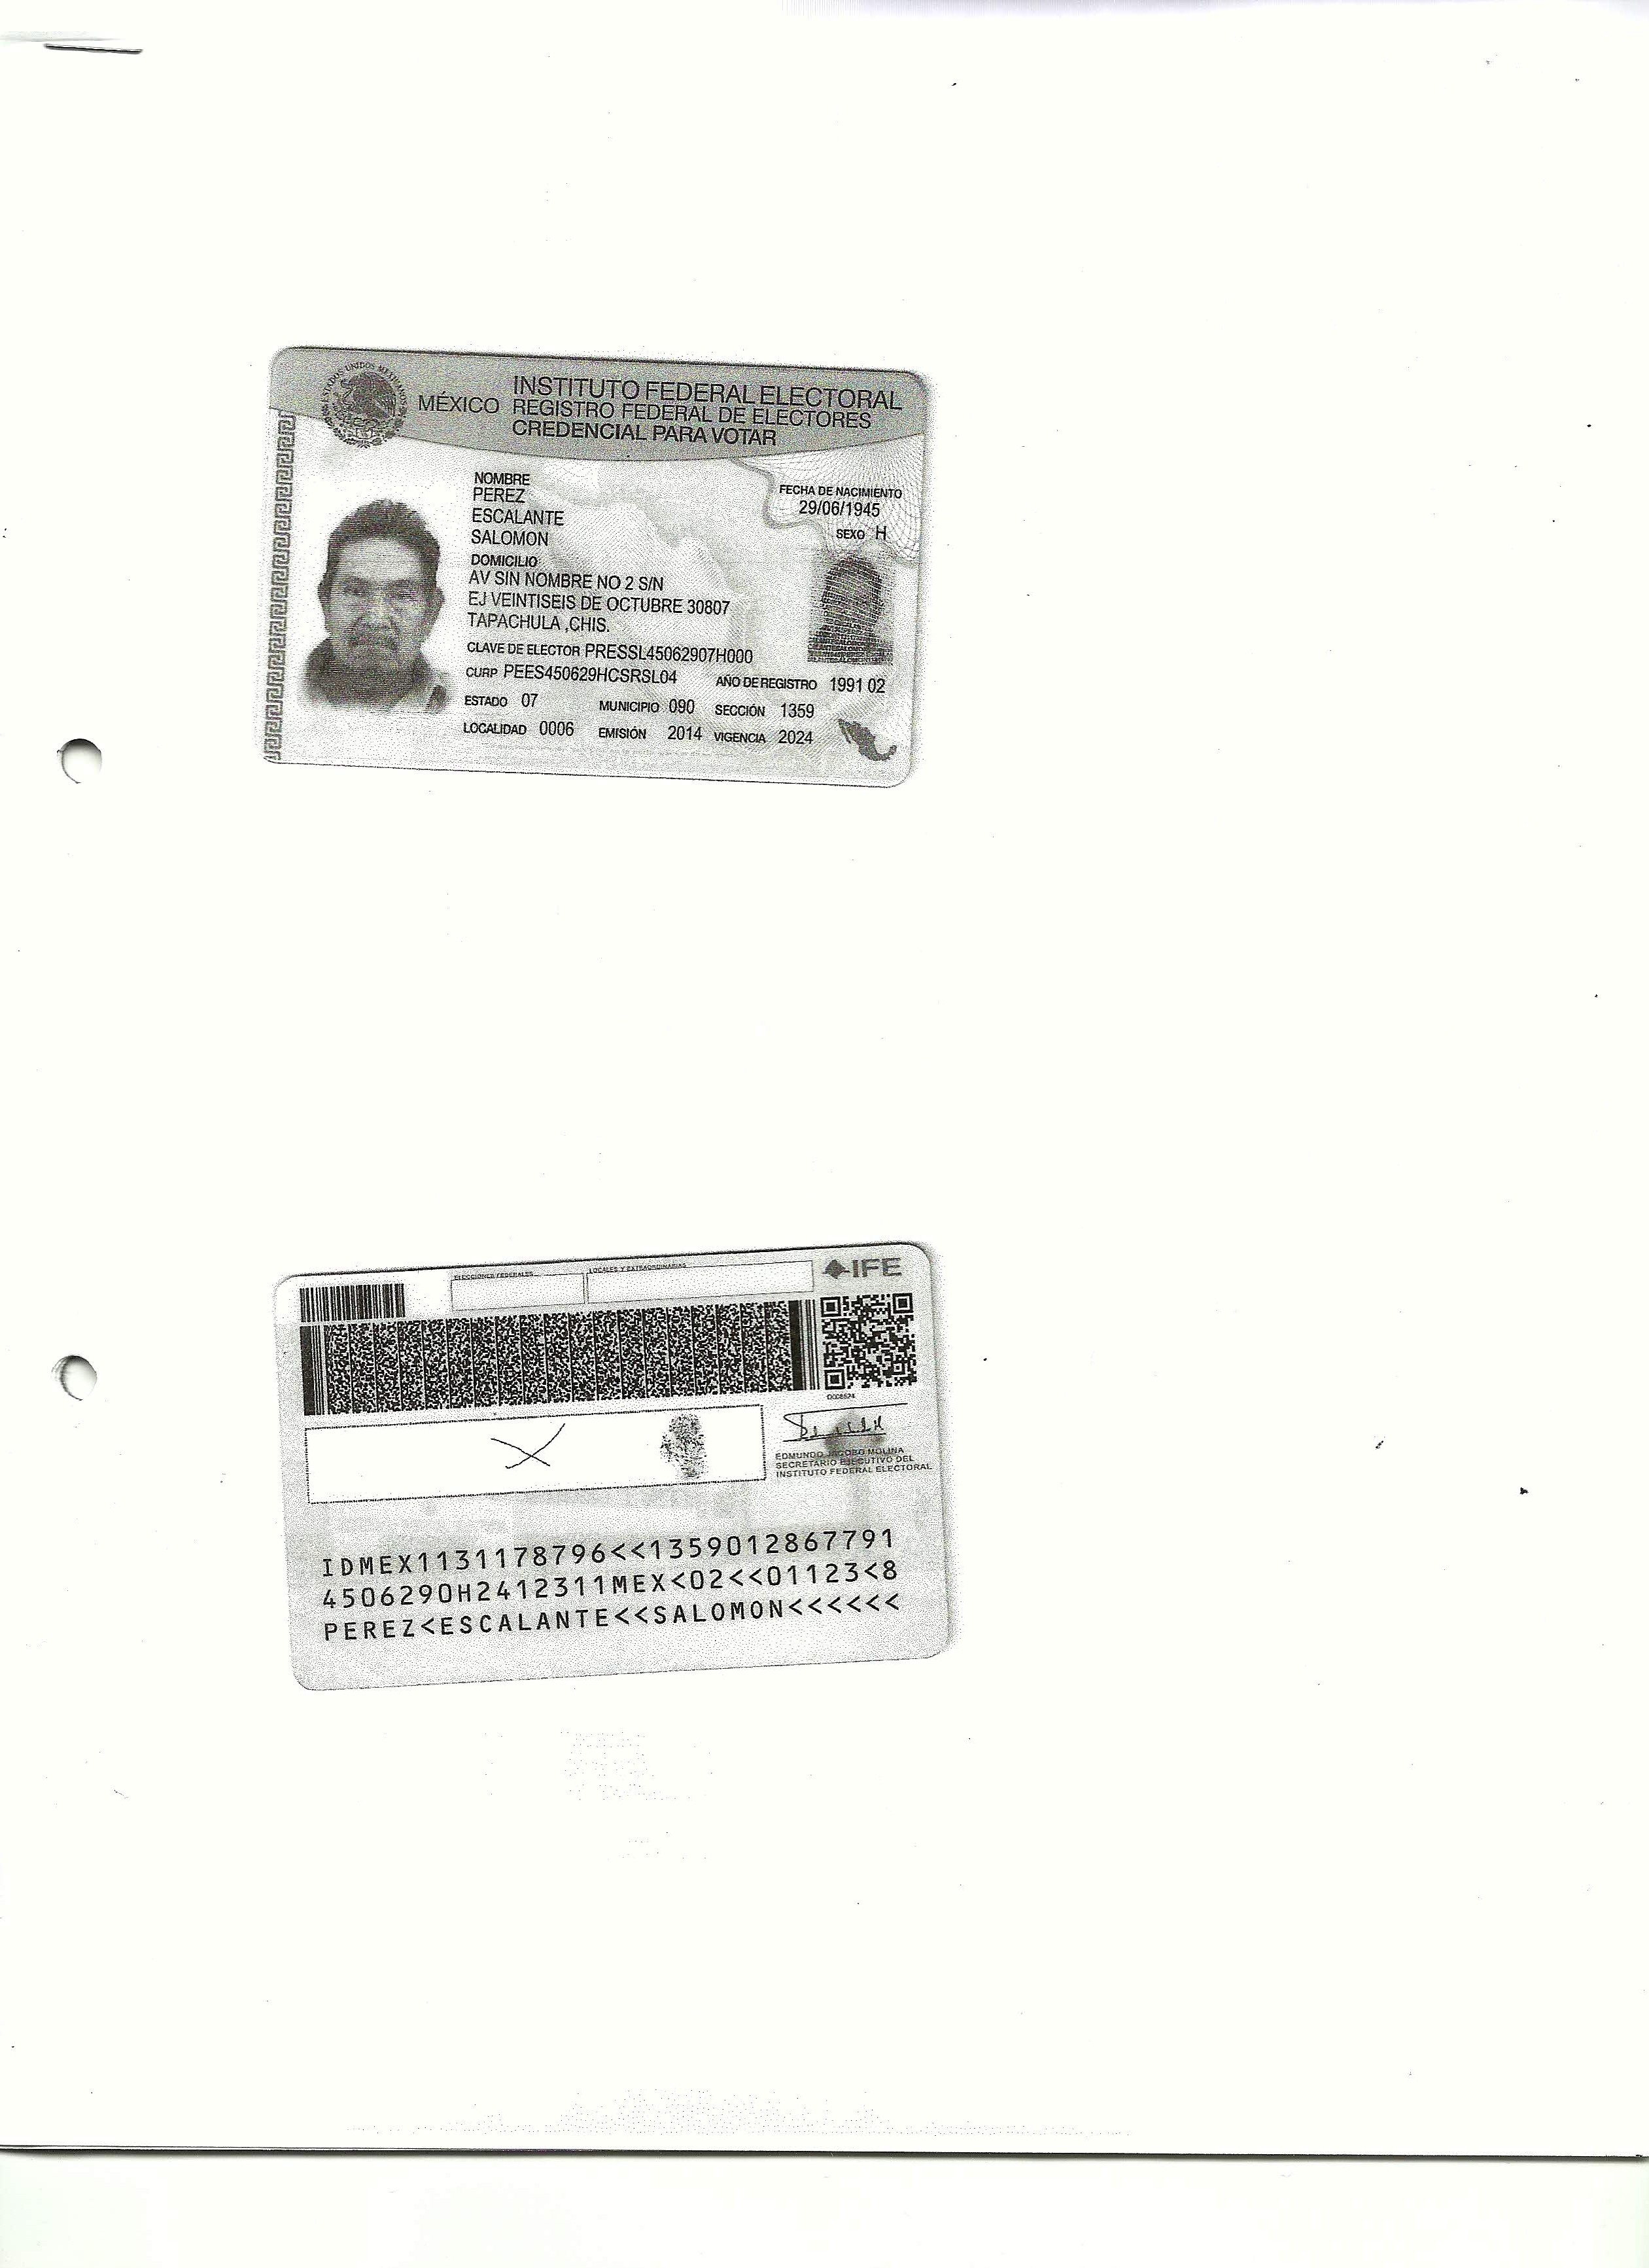 ESTADOS UNIDOS MEXICANOS
MÉXICO
INSTITUTO FEDERAL ELECTORAL
REGISTRO FEDERAL DE ELECTORES
CREDENCIAL PARA VOTAR
NOMBRE
PEREZ
ESCALANTE
SALOMON
FECHA DE NACIMIENTO
29/06/1945
SEXO H
DOMICILIO
AV SIN NOMBRE NO 2 S/N
EJ VEINTISEIS DE OCTUBRE 30807
TAPACHULA ,CHIS.
CLAVE DE ELECTOR PRESSL45062907H000
CURP PEES450629HCSRSL04 AÑO DE REGISTRO 1991 02
ESTADO 07 MUNICIPIO 090 SECCIÓN 1359
LOCALIDAD 0006 EMISIÓN 2014 VIGENCIA 2024
ELECCIONES FEDERALES LOCALES Y EXTRAORDINARIAS
IFE
EDMUNDO JACOBO MOLINA
SECRETARIO EJECUTIVO DEL
INSTITUTO FEDERAL ELECTORAL
IDMEX1131178796<<1359012867791
4506290H2412311MEX<02<<01123<8
PEREZ<ESCALANTE<<SALOMON<<<<<<